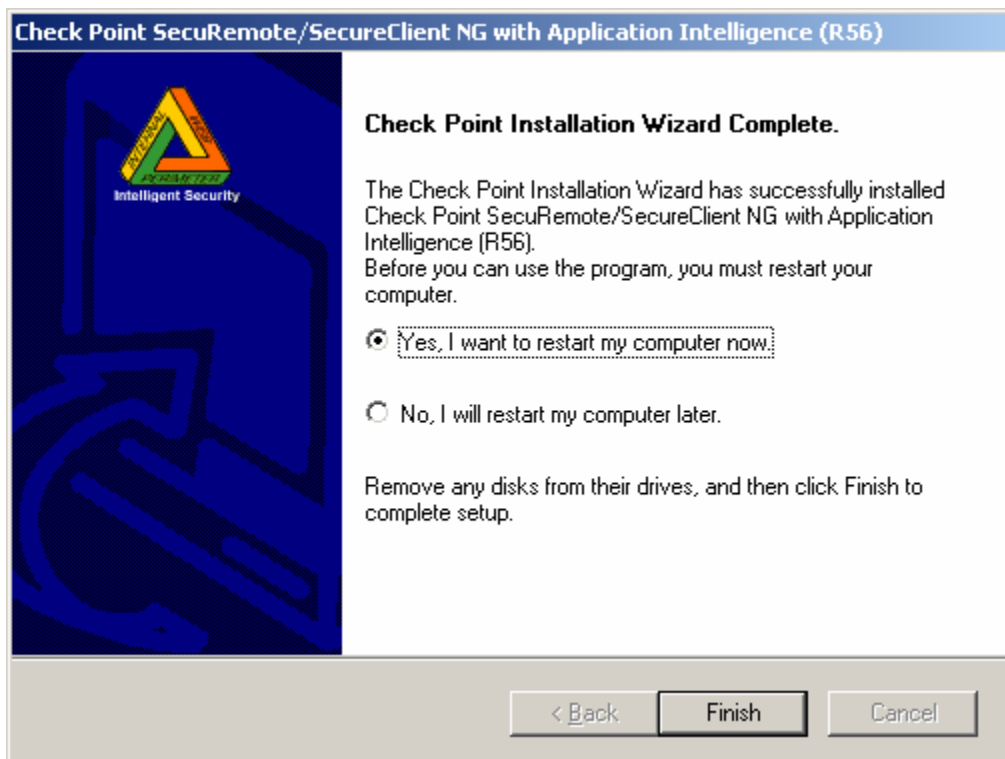 Check Point SecuRemote/SecureClient NG with Application Intelligence (R56)
INTERNAL
WEB
PERIMETER
Intelligent Security
Check Point Installation Wizard Complete.
The Check Point Installation Wizard has successfully installed
Check Point SecuRemote/SecureClient NG with Application
Intelligence (R56).
Before you can use the program, you must restart your
computer.
Yes, I want to restart my computer now.
No, I will restart my computer later.
Remove any disks from their drives, and then click Finish to
complete setup.
< Back
Finish
Cancel